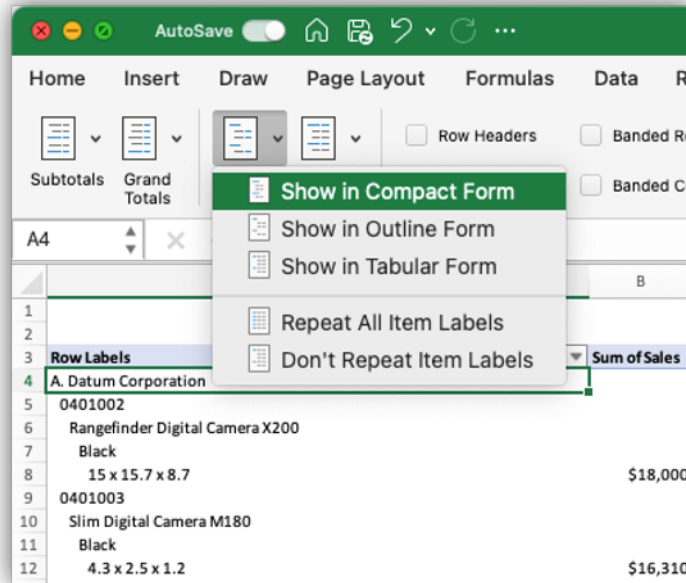 AutoSave
Home Insert Draw Page Layout Formulas Data R
Row Headers Banded R
Subtotals Grand Totals
Banded C
Show in Compact Form
Show in Outline Form
Show in Tabular Form
Repeat All Item Labels
Don't Repeat Item Labels
A4
B
1
2
3 Row Labels Sum of Sales
4 A. Datum Corporation
5 0401002
6 Rangefinder Digital Camera X200
7 Black
8 15 x 15.7 x 8.7 $18,000
9 0401003
10 Slim Digital Camera M180
11 Black
12 4.3 x 2.5 x 1.2 $16,310